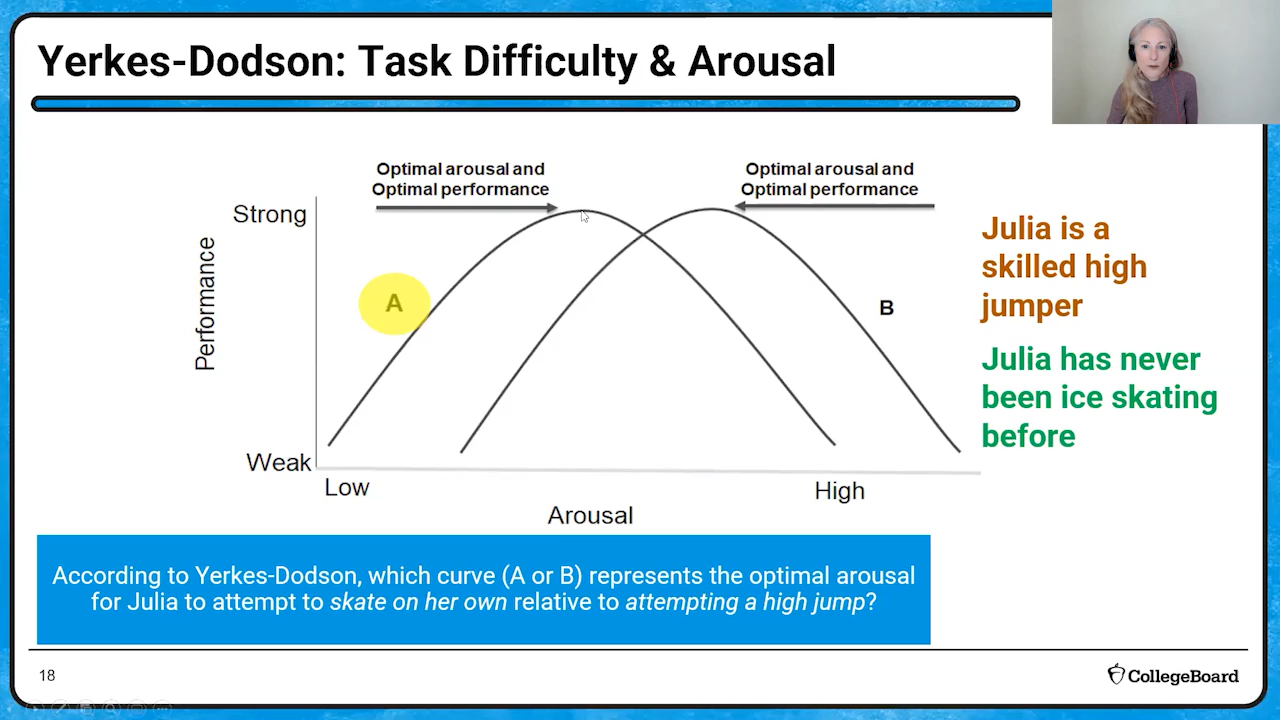 Yerkes-Dodson: Task Difficulty & Arousal
Optimal arousal and
Optimal performance
Optimal arousal and
Optimal performance
Strong
Performance
A
B
Weak
Low
High
Arousal
Julia is a
skilled high
jumper
Julia has never
been ice skating
before
According to Yerkes-Dodson, which curve (A or B) represents the optimal arousal
for Julia to attempt to skate on her own relative to attempting a high jump?
18
CollegeBoard